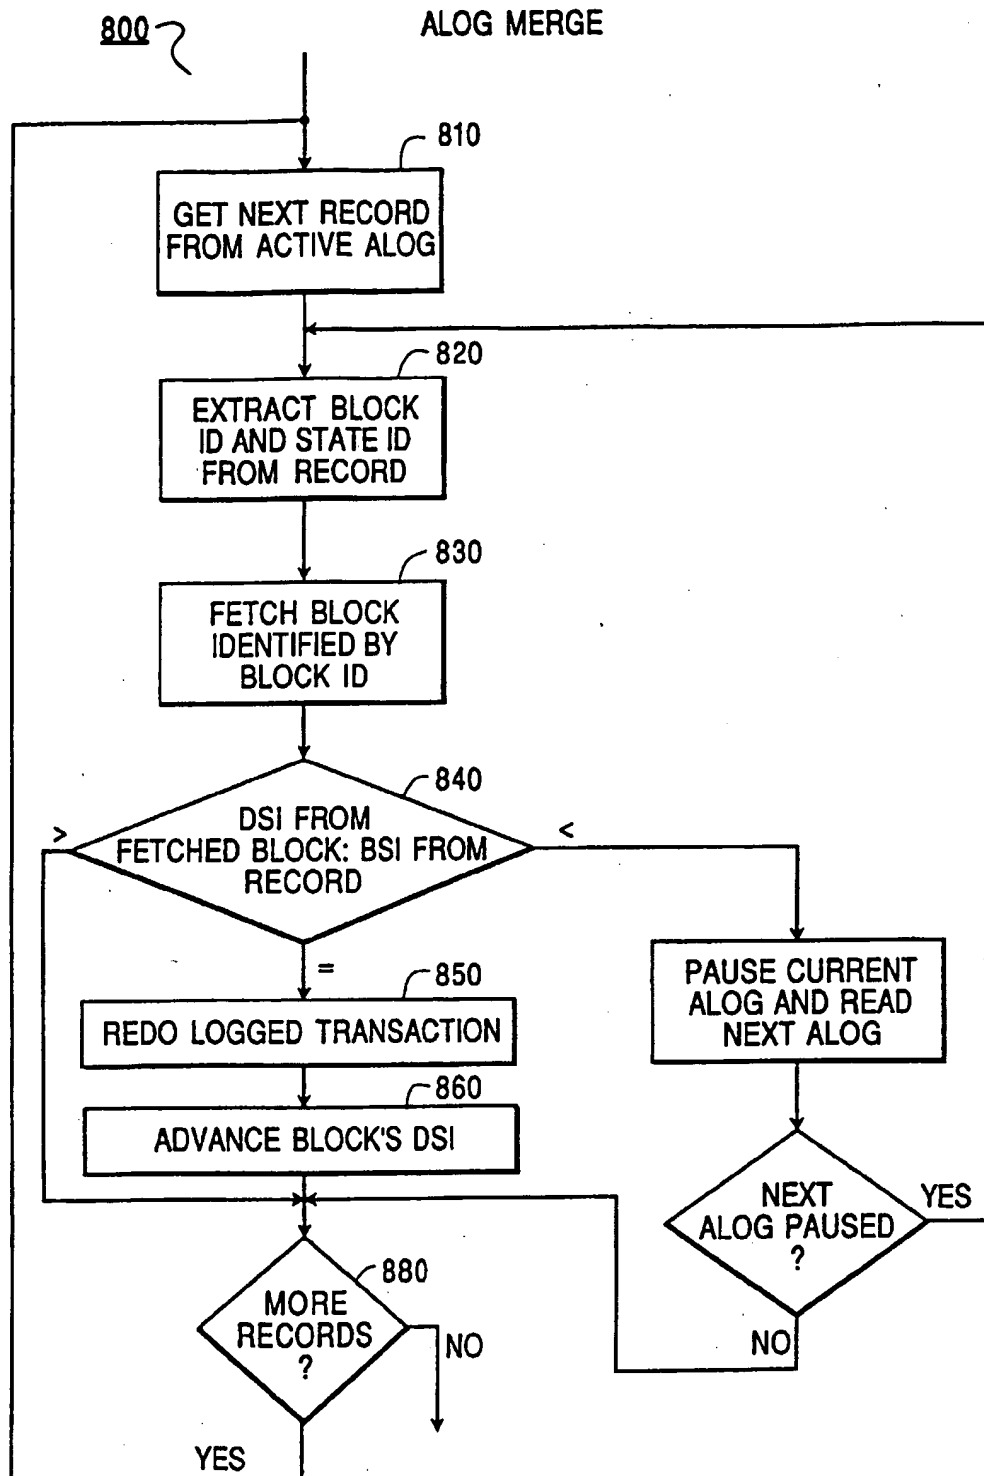 800
ALOG MERGE
810
GET NEXT RECORD
FROM ACTIVE ALOG
820
EXTRACT BLOCK
ID AND STATE ID
FROM RECORD
830
FETCH BLOCK
IDENTIFIED BY
BLOCK ID
840
>
DSI FROM
FETCHED BLOCK: BSI FROM
RECORD
<
=
850
REDO LOGGED TRANSACTION
PAUSE CURRENT
ALOG AND READ
NEXT ALOG
860
ADVANCE BLOCK'S DSI
NEXT
ALOG PAUSED
?
YES
NO
880
MORE
RECORDS
?
NO
YES